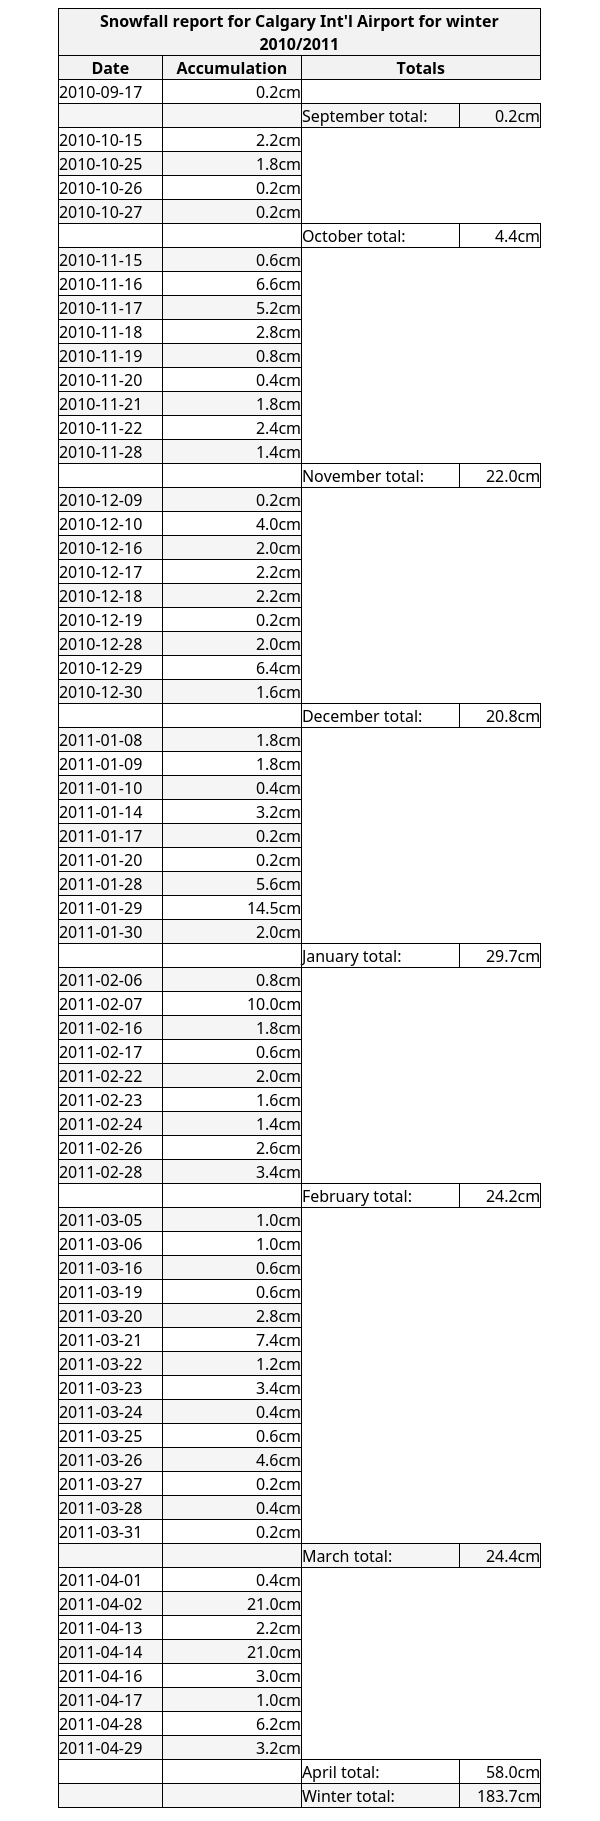 Snowfall report for Calgary Int'l Airport for winter
2010/2011
Date Accumulation Totals
2010-09-17 0.2cm
September total: 0.2cm
2010-10-15 2.2cm
2010-10-25 1.8cm
2010-10-26 0.2cm
2010-10-27 0.2cm
October total: 4.4cm
2010-11-15 0.6cm
2010-11-16 6.6cm
2010-11-17 5.2cm
2010-11-18 2.8cm
2010-11-19 0.8cm
2010-11-20 0.4cm
2010-11-21 1.8cm
2010-11-22 2.4cm
2010-11-28 1.4cm
November total: 22.0cm
2010-12-09 0.2cm
2010-12-10 4.0cm
2010-12-16 2.0cm
2010-12-17 2.2cm
2010-12-18 2.2cm
2010-12-19 0.2cm
2010-12-28 2.0cm
2010-12-29 6.4cm
2010-12-30 1.6cm
December total: 20.8cm
2011-01-08 1.8cm
2011-01-09 1.8cm
2011-01-10 0.4cm
2011-01-14 3.2cm
2011-01-17 0.2cm
2011-01-20 0.2cm
2011-01-28 5.6cm
2011-01-29 14.5cm
2011-01-30 2.0cm
January total: 29.7cm
2011-02-06 0.8cm
2011-02-07 10.0cm
2011-02-16 1.8cm
2011-02-17 0.6cm
2011-02-22 2.0cm
2011-02-23 1.6cm
2011-02-24 1.4cm
2011-02-26 2.6cm
2011-02-28 3.4cm
February total: 24.2cm
2011-03-05 1.0cm
2011-03-06 1.0cm
2011-03-16 0.6cm
2011-03-19 0.6cm
2011-03-20 2.8cm
2011-03-21 7.4cm
2011-03-22 1.2cm
2011-03-23 3.4cm
2011-03-24 0.4cm
2011-03-25 0.6cm
2011-03-26 4.6cm
2011-03-27 0.2cm
2011-03-28 0.4cm
2011-03-31 0.2cm
March total: 24.4cm
2011-04-01 0.4cm
2011-04-02 21.0cm
2011-04-13 2.2cm
2011-04-14 21.0cm
2011-04-16 3.0cm
2011-04-17 1.0cm
2011-04-28 6.2cm
2011-04-29 3.2cm
April total: 58.0cm
Winter total: 183.7cm